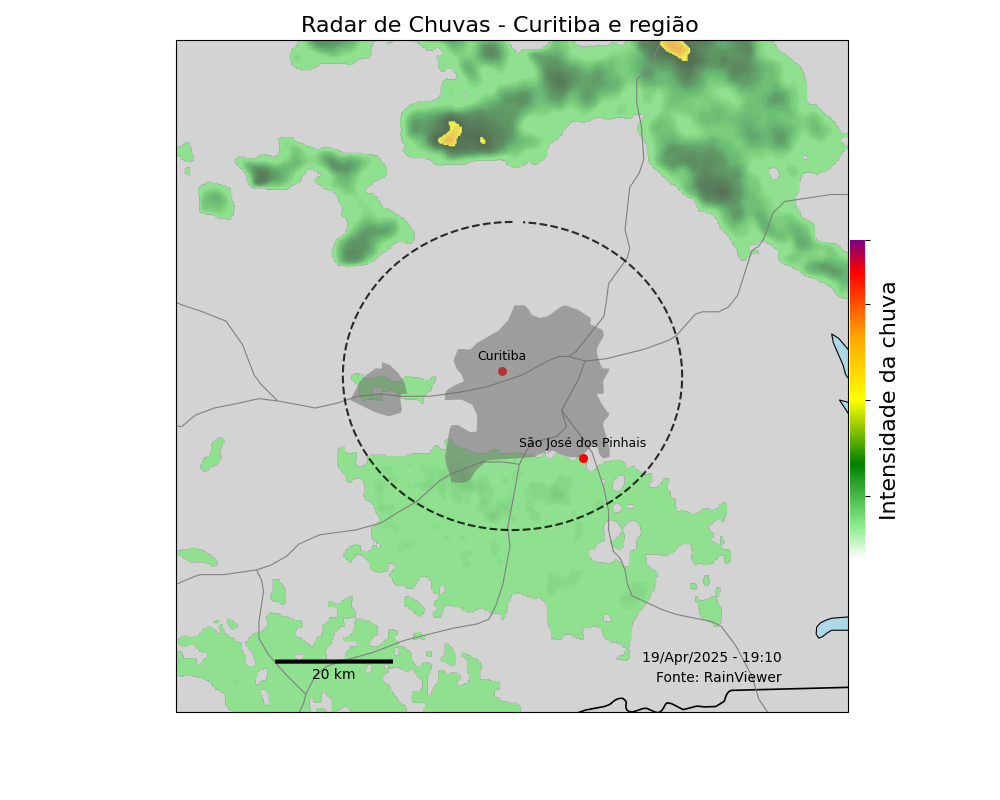 Radar de Chuvas - Curitiba e região
Curitiba
São José dos Pinhais
Intensidade da chuva
19/Apr/2025 - 19:10
Fonte: RainViewer
20 km